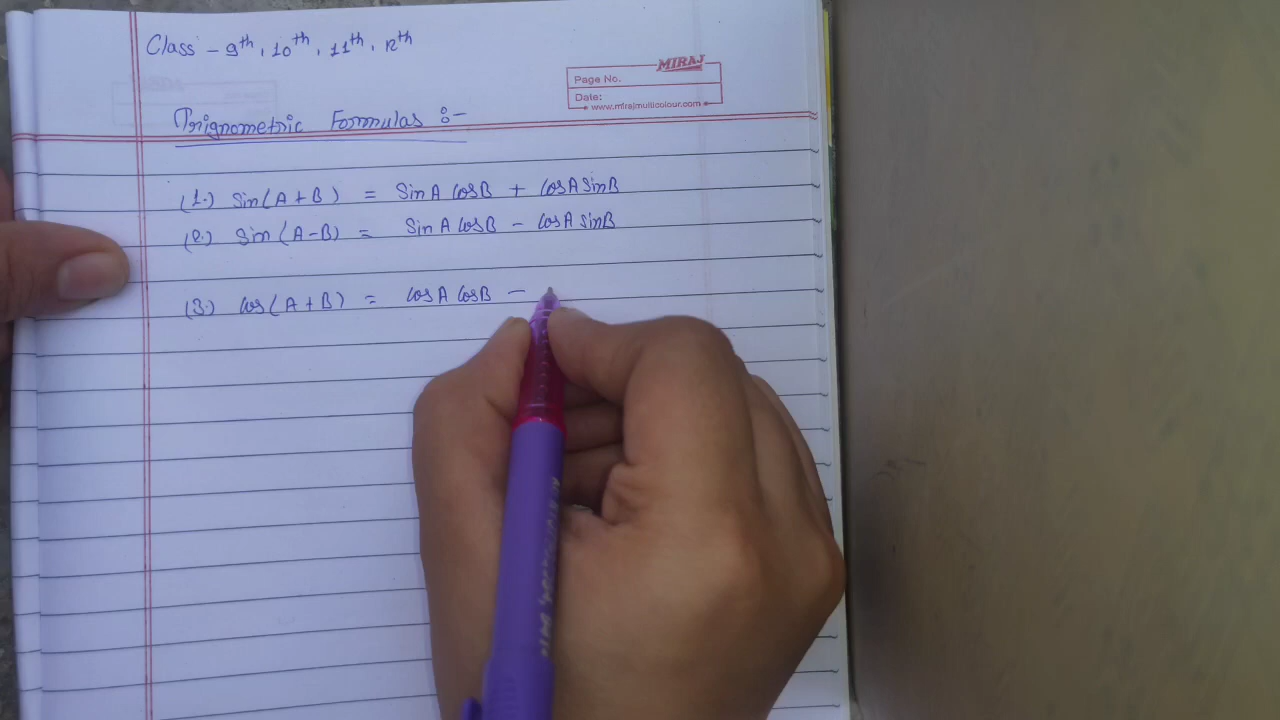 Class - 9th, 10th, 11th, 12th
MIRAJ
Page No.
Date:
www.mirajmulticolour.com
Trignometric Formulas :-
(1.) Sin(A+B) = SinA CosB + CosA SinB
(2.) Sin(A-B) = SinA CosB - CosA SinB
(3.) Cos(A+B) = CosA CosB -